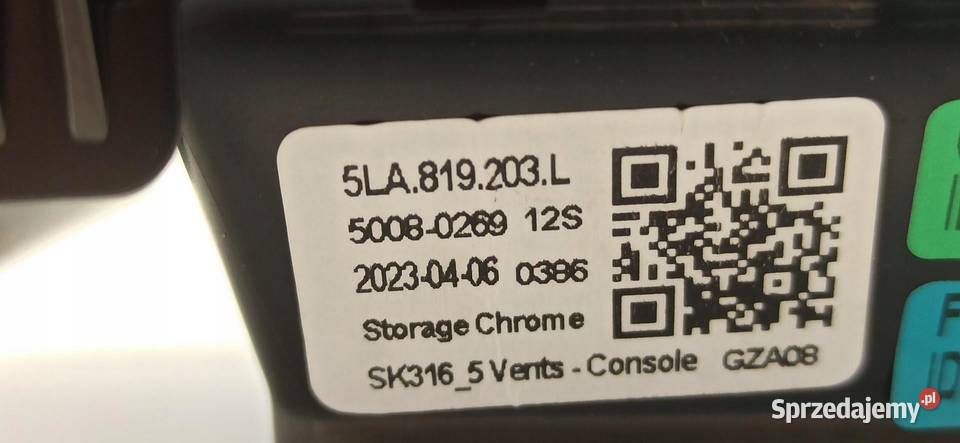 5LA.819.203.L
5008-0269 12S
2023-04-06 0386
Storage Chrome
SK316_5 Vents - Console GZA08
Sprzedajemy.pl